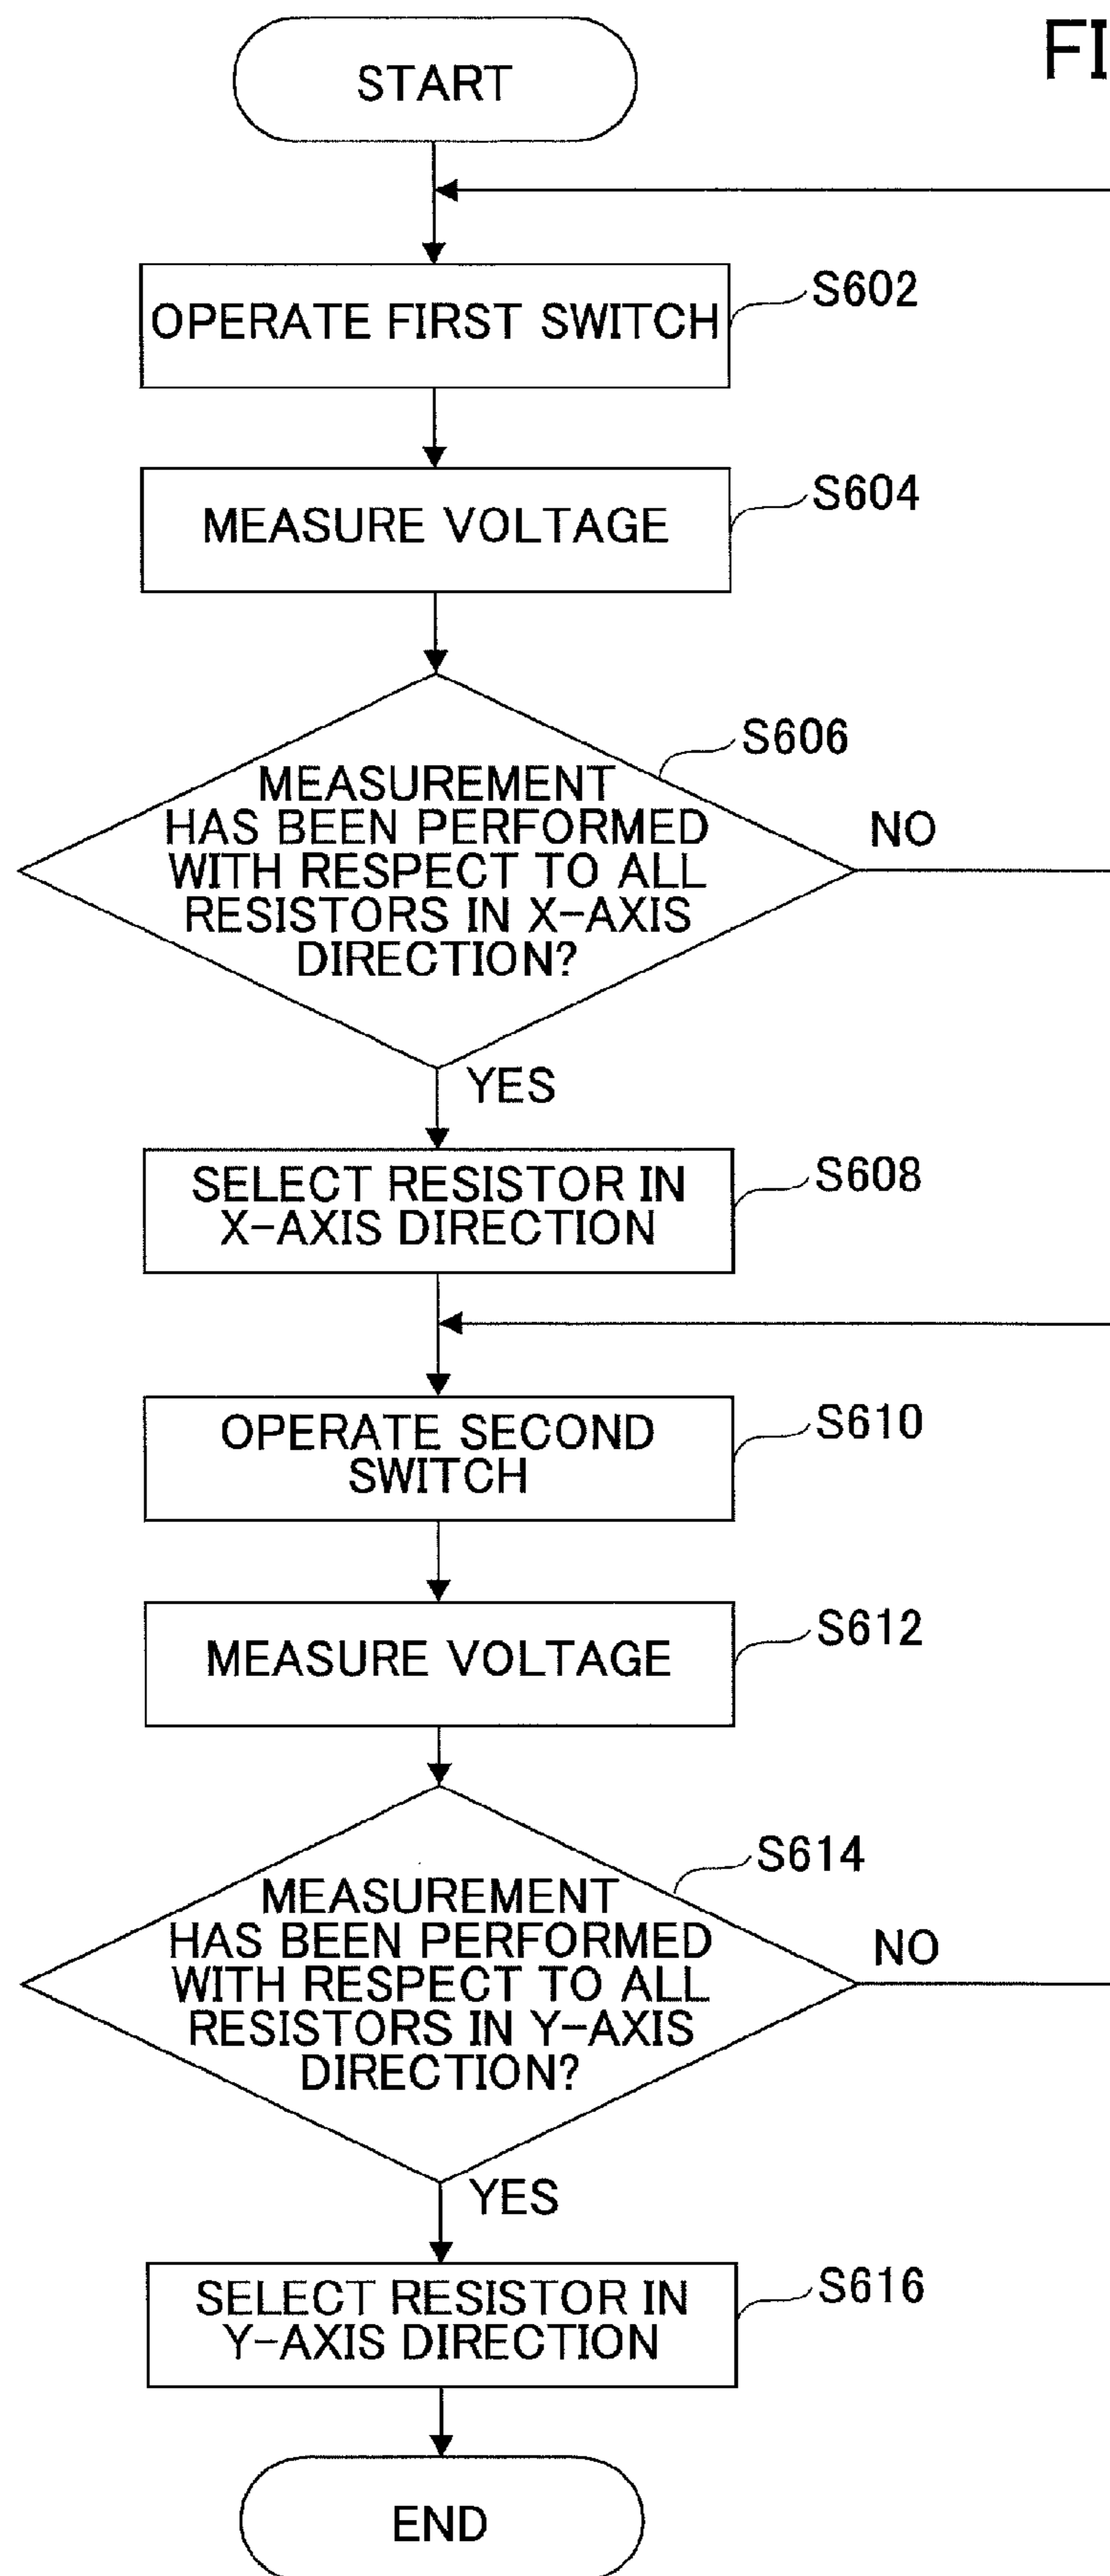 FI
START
OPERATE FIRST SWITCH
S602
MEASURE VOLTAGE
S604
S606
MEASUREMENT
HAS BEEN PERFORMED
WITH RESPECT TO ALL
RESISTORS IN X-AXIS
DIRECTION?
NO
YES
SELECT RESISTOR IN
X-AXIS DIRECTION
S608
OPERATE SECOND
SWITCH
S610
MEASURE VOLTAGE
S612
S614
MEASUREMENT
HAS BEEN PERFORMED
WITH RESPECT TO ALL
RESISTORS IN Y-AXIS
DIRECTION?
NO
YES
SELECT RESISTOR IN
Y-AXIS DIRECTION
S616
END